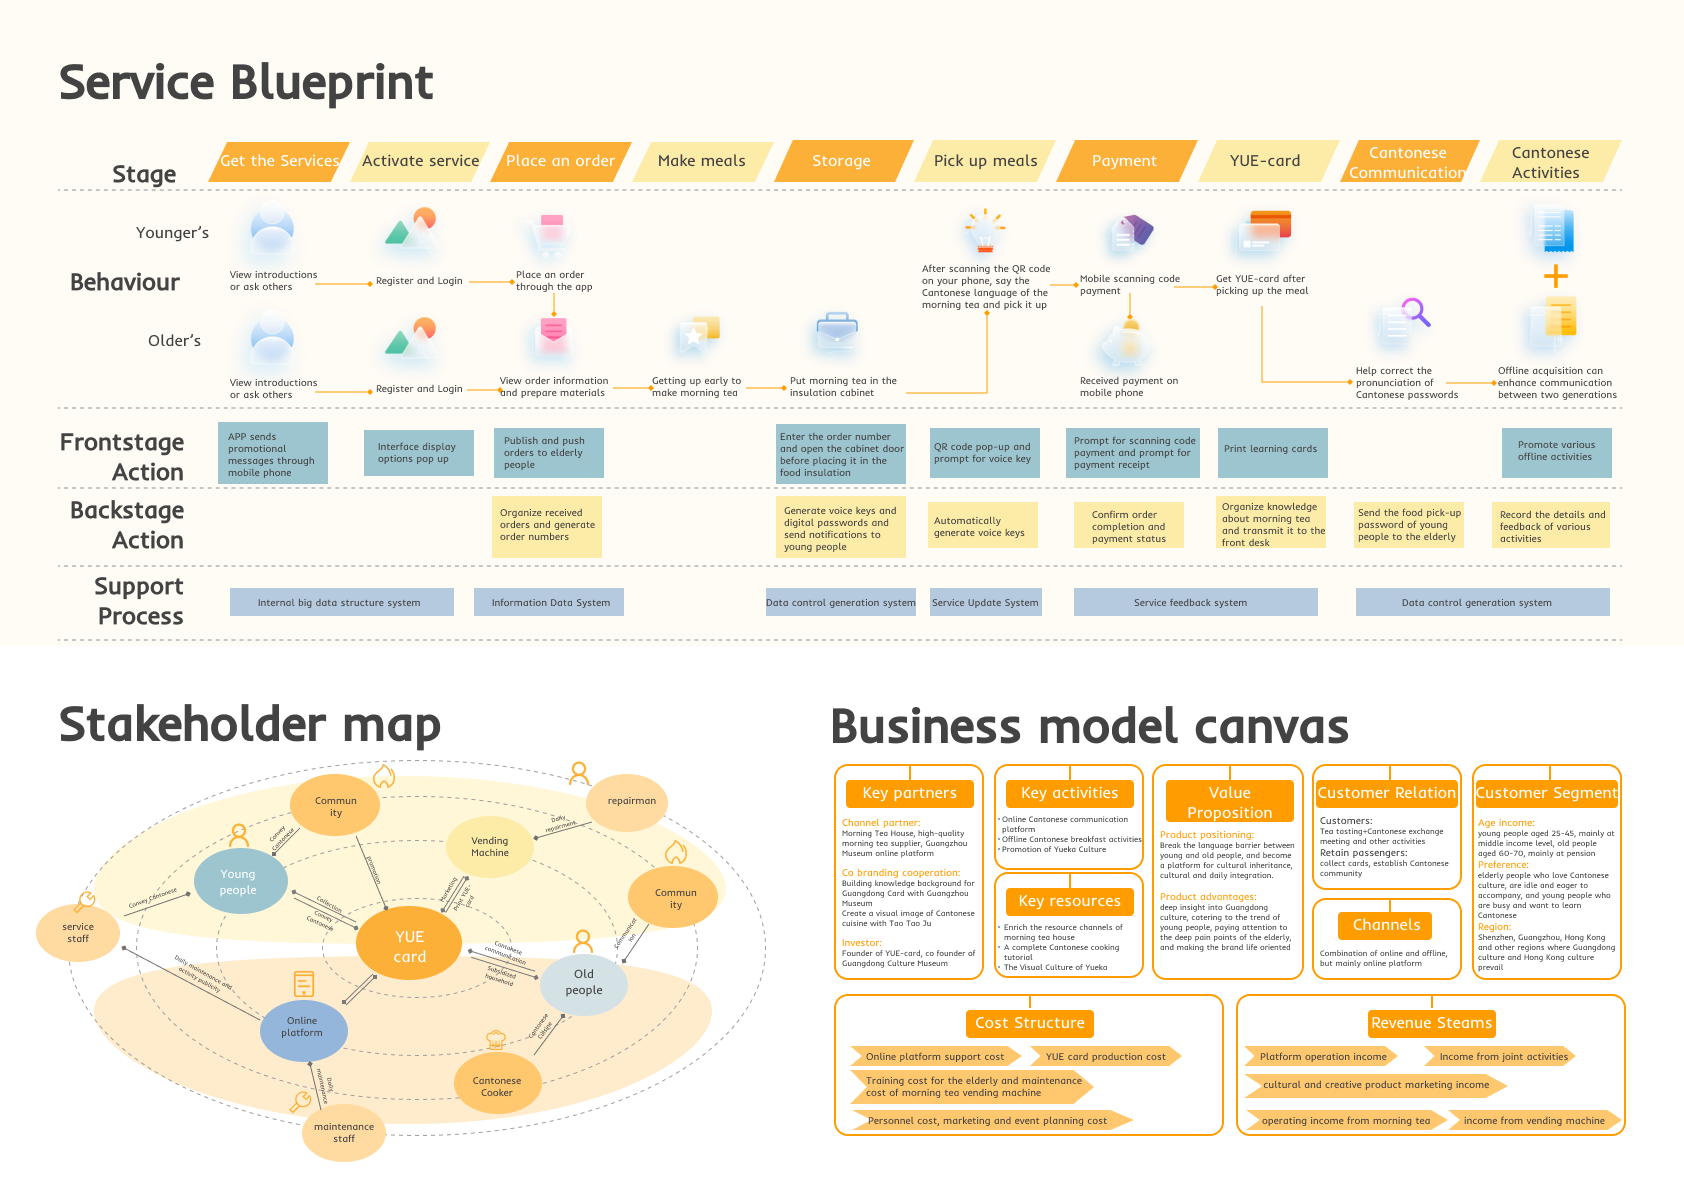 Service Blueprint
Stage
Get the Services
Activate service
Place an order
Make meals
Storage
Pick up meals
Payment
YUE-card
Cantonese
Communication
Cantonese
Activities
Younger's
Behaviour
Older's
View introductions
or ask others
Register and Login
Place an order
through the app
After scanning the QR code
on your phone, say the
Cantonese language of the
morning tea and pick it up
Mobile scanning code
payment
Get YUE-card after
picking up the meal
View introductions
or ask others
Register and Login
View order information
and prepare materials
Getting up early to
make morning tea
Put morning tea in the
insulation cabinet
Received payment on
mobile phone
Help correct the
pronunciation of
Cantonese passwords
Offline acquisition can
enhance communication
between two generations
Frontstage
Action
APP sends
promotional
messages through
mobile phone
Interface display
options pop up
Publish and push
orders to elderly
people
Enter the order number
and open the cabinet door
before placing it in the
food insulation
QR code pop-up and
prompt for voice key
Prompt for scanning code
payment and prompt for
payment receipt
Print learning cards
Promote various
offline activities
Backstage
Action
Organize received
orders and generate
order numbers
Generate voice keys and
digital passwords and
send notifications to
young people
Automatically
generate voice keys
Confirm order
completion and
payment status
Organize knowledge
about morning tea
and transmit it to the
front desk
Send the food pick-up
password of young
people to the elderly
Record the details and
feedback of various
activities
Support
Process
Internal big data structure system
Information Data System
Data control generation system
Service Update System
Service feedback system
Data control generation system
Stakeholder map
Commun
ity
repairman
Daily
repairment
Convey
Cantonese
Vending
Machine
promotion
Young
people
Commun
ity
Marketing
Print YUE-
card
Convey Cantonese
Collection
Convey
Cantonese
service
staff
YUE
card
Communicat
ion
Cantonese
communication
Subsidized
household
Old
people
Daily maintenance and
activity publicity
Online
platform
Cantonese
Cuisine
Cantonese
Cooker
Daily
maintenance
maintenance
staff
Business model canvas
Key partners
Channel partner:
Morning Tea House, high-quality
morning tea supplier, Guangzhou
Museum online platform
Co branding cooperation:
Building knowledge background for
Guangdong Card with Guangzhou
Museum
Create a visual image of Cantonese
cuisine with Tao Tao Ju
Investor:
Founder of YUE-card, co founder of
Guangdong Culture Museum
Key activities
· Online Cantonese communication
platform
· Offline Cantonese breakfast activities
· Promotion of Yueka Culture
Key resources
· Enrich the resource channels of
morning tea house
· A complete Cantonese cooking
tutorial
· The Visual Culture of Yueka
Value
Proposition
Product positioning:
Break the language barrier between
young and old people, and become
a platform for cultural inheritance,
cultural and daily integration.
Product advantages:
deep insight into Guangdong
culture, catering to the trend of
young people, paying attention to
the deep pain points of the elderly,
and making the brand life oriented
Customer Relation
Customers:
Tea tasting+Cantonese exchange
meeting and other activities
Retain passengers:
collect cards, establish Cantonese
community
Channels
Combination of online and offline,
but mainly online platform
Customer Segment
Age income:
young people aged 25-45, mainly at
middle income level, old people
aged 60-70, mainly at pension
Preference:
elderly people who love Cantonese
culture, are idle and eager to
accompany, and young people who
are busy and want to learn
Cantonese
Region:
Shenzhen, Guangzhou, Hong Kong
and other regions where Guangdong
culture and Hong Kong culture
prevail
Cost Structure
Online platform support cost
YUE card production cost
Training cost for the elderly and maintenance
cost of morning tea vending machine
Personnel cost, marketing and event planning cost
Revenue Steams
Platform operation income
Income from joint activities
cultural and creative product marketing income
operating income from morning tea
income from vending machine